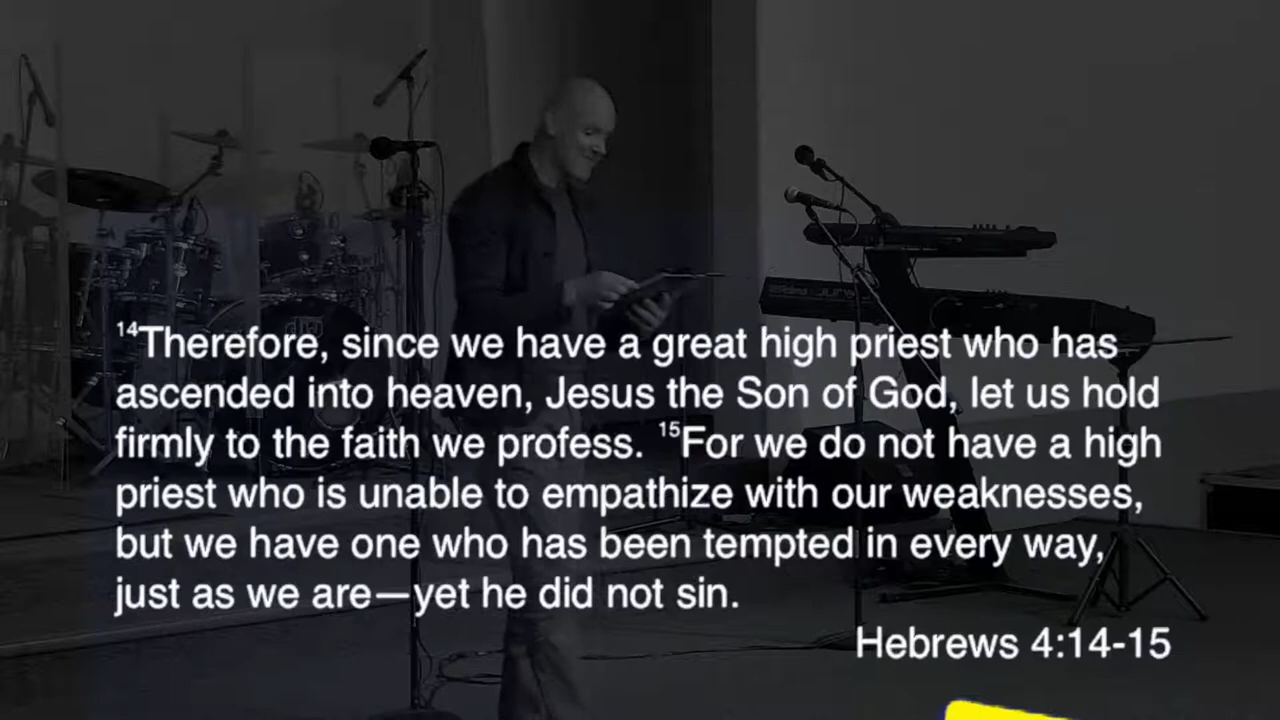 ¹⁴Therefore, since we have a great high priest who has
ascended into heaven, Jesus the Son of God, let us hold
firmly to the faith we profess. ¹⁵For we do not have a high
priest who is unable to empathize with our weaknesses,
but we have one who has been tempted in every way,
just as we are—yet he did not sin.
Hebrews 4:14-15